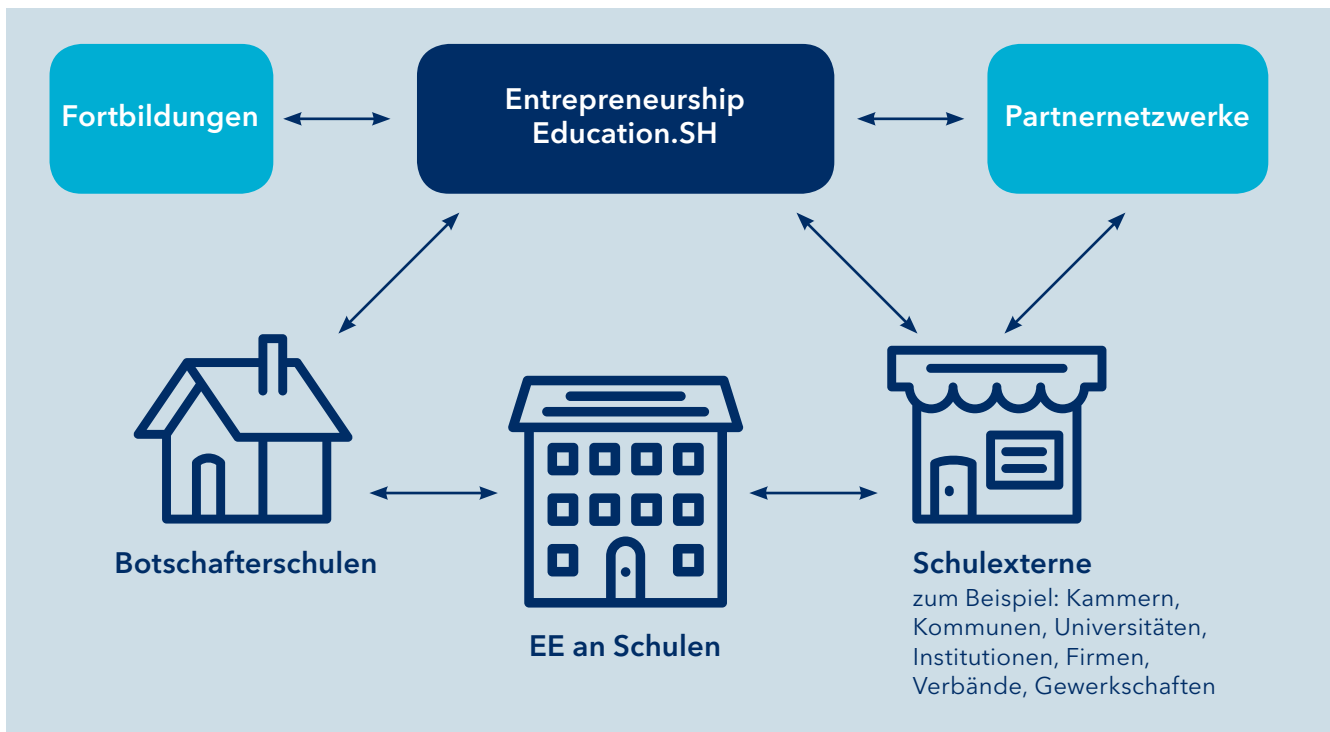 Fortbildungen
Entrepreneurship
Education.SH
Partnernetzwerke
Botschafterschulen
EE an Schulen
Schulexterne
zum Beispiel: Kammern,
Kommunen, Universitäten,
Institutionen, Firmen,
Verbände, Gewerkschaften